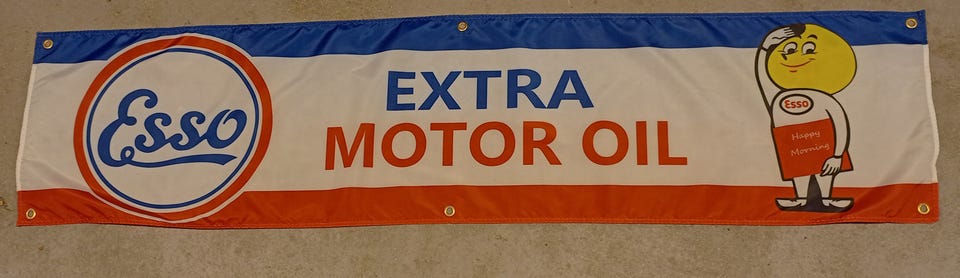 Esso
EXTRA
MOTOR OIL
Esso
Happy
Morning